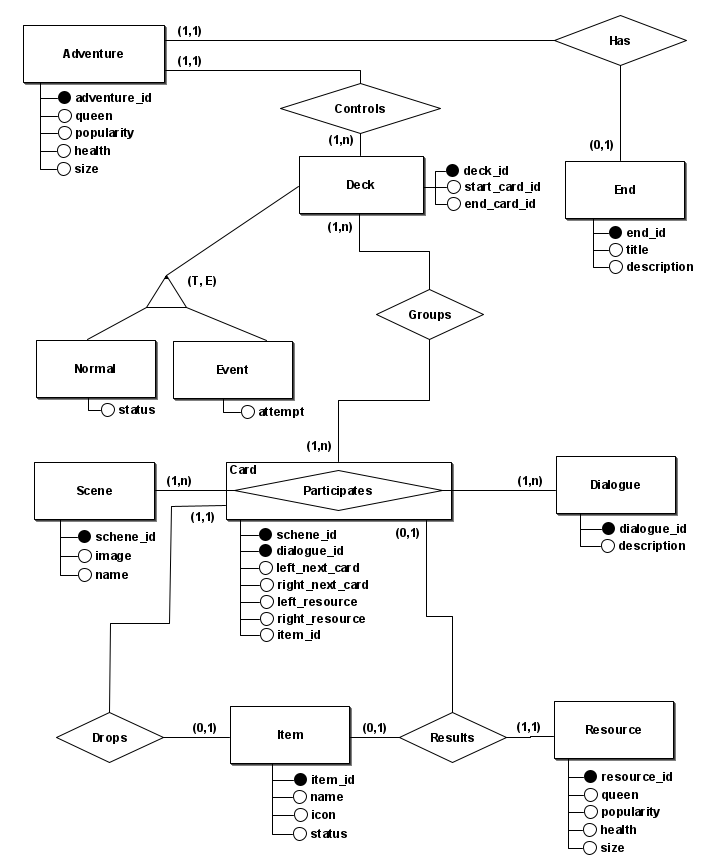 (1,1)
Has
Adventure
(1,1)
adventure_id
queen
popularity
health
size
Controls
(1,n)
(0,1)
Deck
deck_id
start_card_id
end_card_id
End
(1,n)
end_id
title
description
(T, E)
Groups
Normal
Event
status
attempt
(1,n)
Card
Scene
(1,n)
Participates
(1,n)
Dialogue
(1,1)
(0,1)
schene_id
image
name
schene_id
dialogue_id
left_next_card
right_next_card
left_resource
right_resource
item_id
dialogue_id
description
Drops
(0,1)
Item
(0,1)
Results
(1,1)
Resource
item_id
name
icon
status
resource_id
queen
popularity
health
size